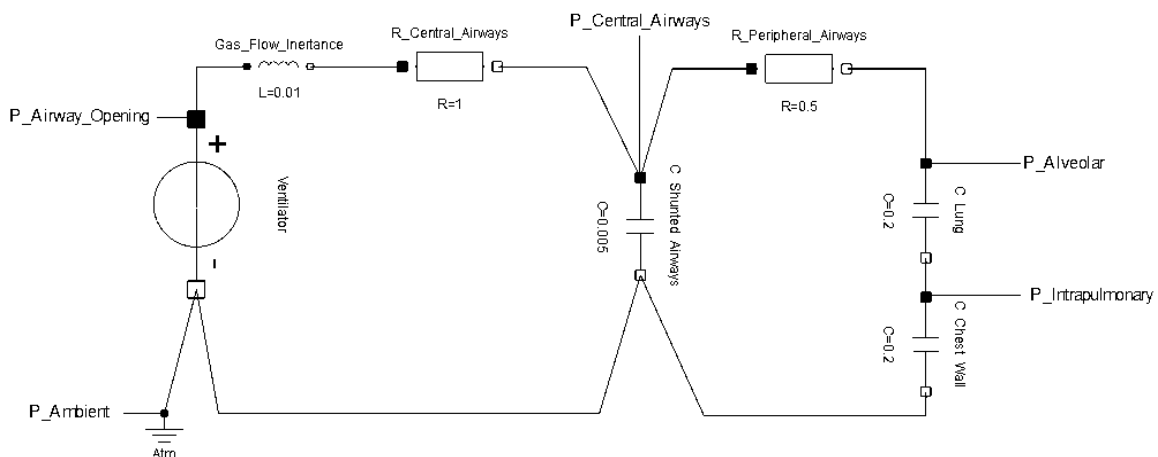 P_Central_Airways
R_Central_Airways
R_Peripheral_Airways
Gas_Flow_Inertance
L=0.01
R=1
R=0.5
P_Airway_Opening
+
Ventilator
-
C Shunted Airways
C=0.005
P_Alveolar
C Lung
C=0.2
P_Intrapulmonary
C Chest Wall
C=0.2
P_Ambient
Atm